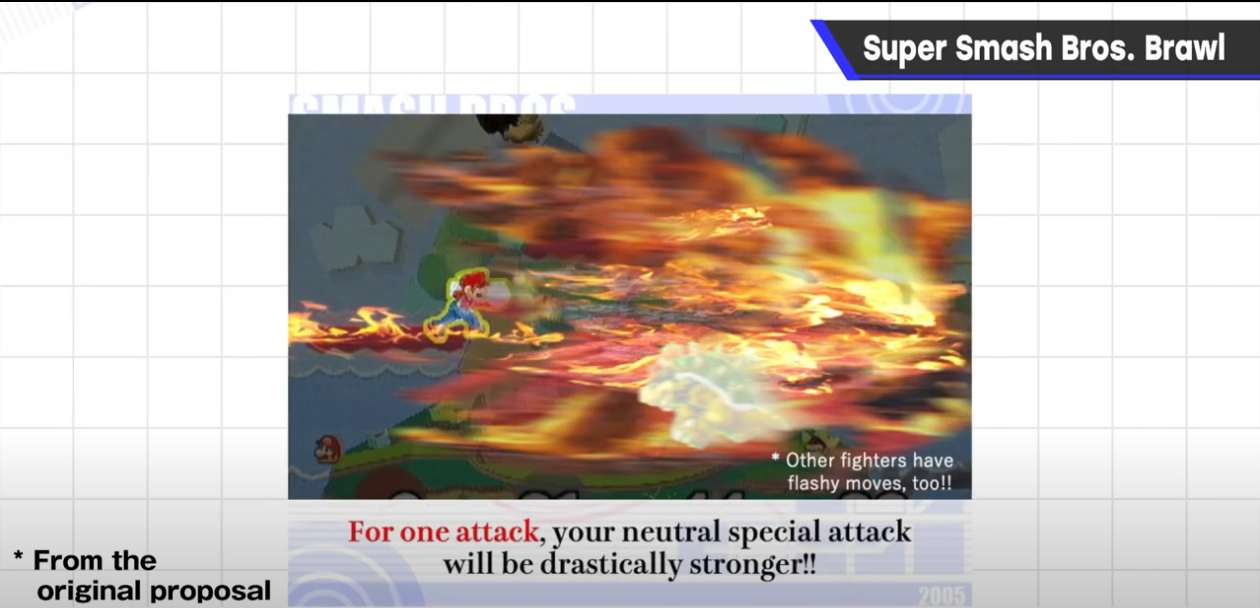 Super Smash Bros. Brawl
SMASH BROS
* Other fighters have
flashy moves, too!!
For one attack, your neutral special attack
will be drastically stronger!!
* From the
original proposal
2005